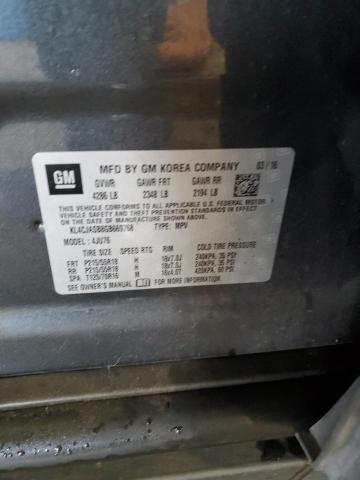 GM
MFD BY GM KOREA COMPANY 03/16
GVWR GAWR FRT GAWR RR
4286 LB 2348 LB 2194 LB
THIS VEHICLE CONFORMS TO ALL APPLICABLE U.S. FEDERAL MOTOR
VEHICLE SAFETY, BUMPER, AND THEFT PREVENTION STANDARDS IN
EFFECT ON THE DATE OF MANUFACTURE SHOWN ABOVE.
KL4CJASB8GB665768 TYPE: MPV
MODEL: 4JU76
TIRE SIZE SPEED RTG RIM COLD TIRE PRESSURE
FRT P215/55R18 H 18x7.0J 240KPA, 35 PSI
RR P215/55R18 H 18x7.0J 240KPA, 35 PSI
SPA T125/70R16 M 16x4.0T 420KPA, 60 PSI
SEE OWNER'S MANUAL FOR MORE INFORMATION.